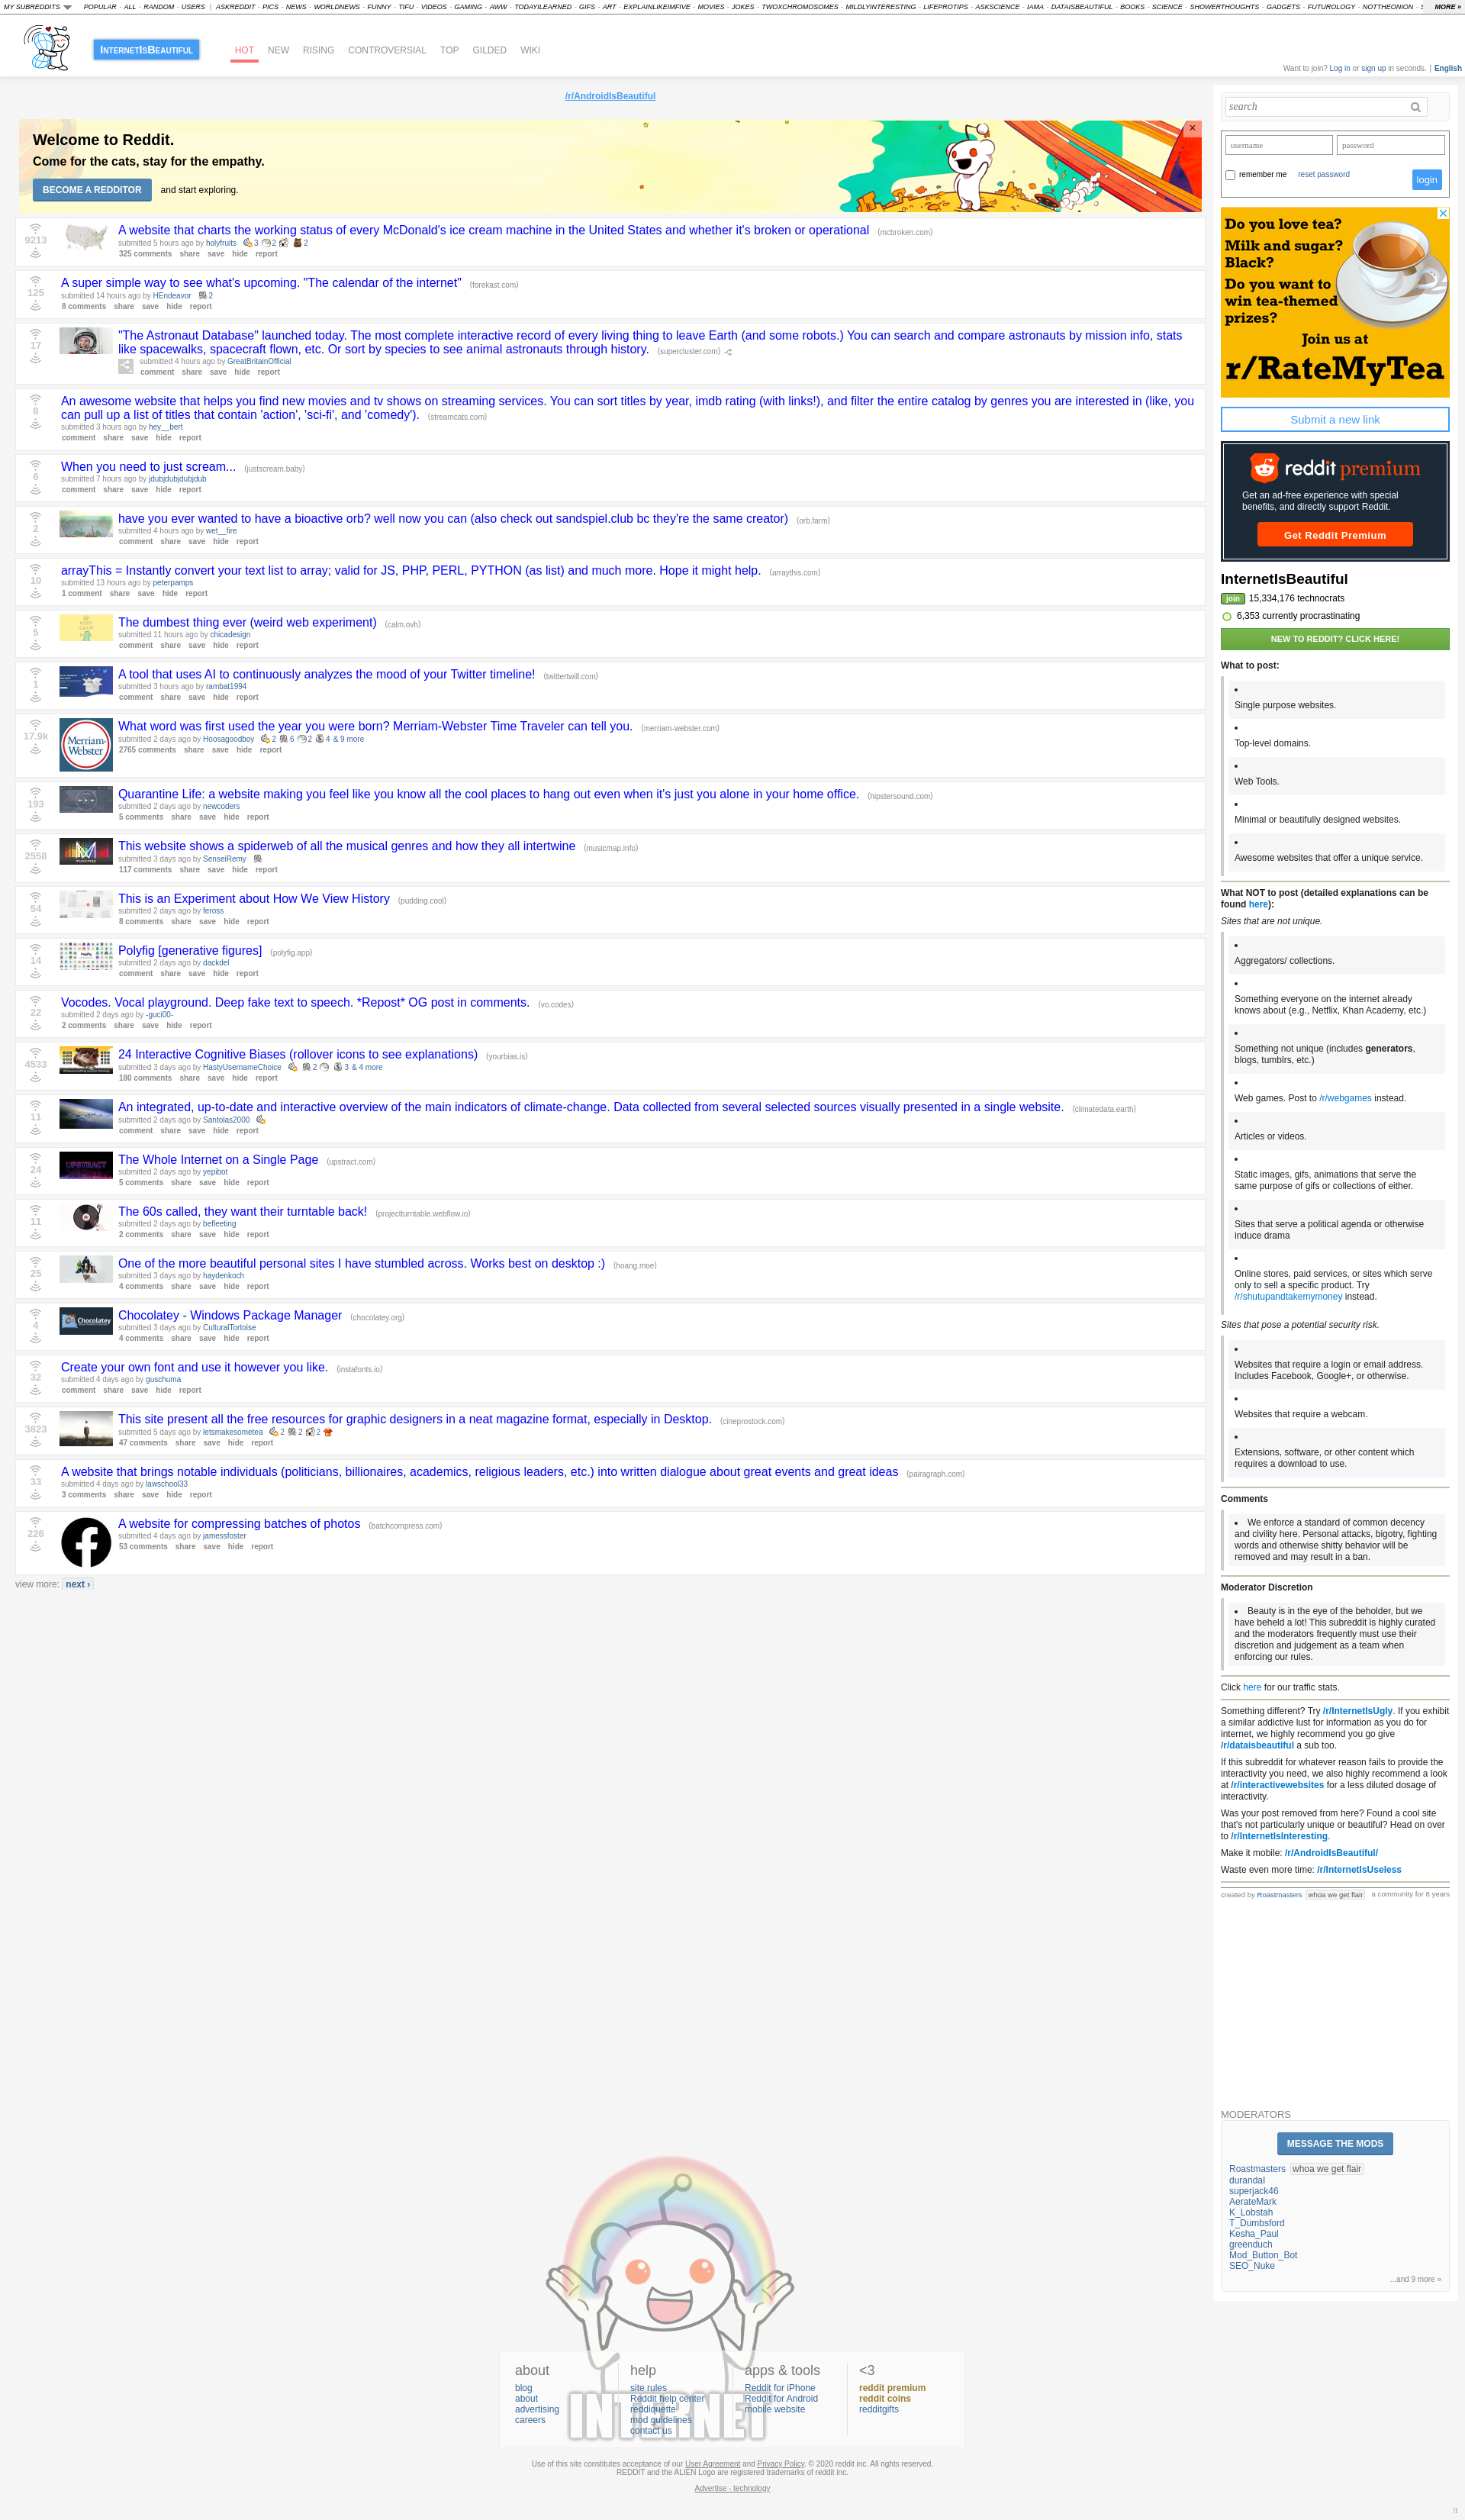 MY SUBREDDITS POPULAR - ALL - RANDOM - USERS | ASKREDDIT - PICS - NEWS - WORLDNEWS - FUNNY - TIFU - VIDEOS - GAMING - AWW - TODAYILEARNED - GIFS - ART - EXPLAINLIKEIMFIVE - MOVIES - JOKES - TWOXCHROMOSOMES - MILDLYINTERESTING - LIFEPROTIPS - ASKSCIENCE - IAMA - DATAISBEAUTIFUL - BOOKS - SCIENCE - SHOWERTHOUGHTS - GADGETS - FUTUROLOGY - NOTTHEONION - MORE »
InternetIsBeautiful HOT NEW RISING CONTROVERSIAL TOP GILDED WIKI
Want to join? Log in or sign up in seconds. | English
/r/AndroidIsBeautiful
Welcome to Reddit.
Come for the cats, stay for the empathy.
BECOME A REDDITOR and start exploring.
9213
A website that charts the working status of every McDonald's ice cream machine in the United States and whether it's broken or operational (mcbroken.com)
submitted 5 hours ago by holyfruits 3 2 2
325 comments share save hide report
125
A super simple way to see what's upcoming. "The calendar of the internet" (forekast.com)
submitted 14 hours ago by HEndeavor 2
8 comments share save hide report
17
"The Astronaut Database" launched today. The most complete interactive record of every living thing to leave Earth (and some robots.) You can search and compare astronauts by mission info, stats
like spacewalks, spacecraft flown, etc. Or sort by species to see animal astronauts through history. (supercluster.com)
submitted 4 hours ago by GreatBritainOfficial
comment share save hide report
8
An awesome website that helps you find new movies and tv shows on streaming services. You can sort titles by year, imdb rating (with links!), and filter the entire catalog by genres you are interested in (like, you
can pull up a list of titles that contain 'action', 'sci-fi', and 'comedy'). (streamcats.com)
submitted 3 hours ago by hey__bert
comment share save hide report
6
When you need to just scream... (justscream.baby)
submitted 7 hours ago by jdubjdubjdubjdub
comment share save hide report
2
have you ever wanted to have a bioactive orb? well now you can (also check out sandspiel.club bc they're the same creator) (orb.farm)
submitted 4 hours ago by wet__fire
comment share save hide report
10
arrayThis = Instantly convert your text list to array; valid for JS, PHP, PERL, PYTHON (as list) and much more. Hope it might help. (arraythis.com)
submitted 13 hours ago by peterpamps
1 comment share save hide report
5
The dumbest thing ever (weird web experiment) (calm.ovh)
submitted 11 hours ago by chicadesign
comment share save hide report
1
A tool that uses AI to continuously analyzes the mood of your Twitter timeline! (twittertwill.com)
submitted 3 hours ago by rambat1994
comment share save hide report
17.9k
Merriam-Webster
What word was first used the year you were born? Merriam-Webster Time Traveler can tell you. (merriam-webster.com)
submitted 2 days ago by Hoosagoodboy 2 6 2 4 & 9 more
2765 comments share save hide report
193
Quarantine Life: a website making you feel like you know all the cool places to hang out even when it's just you alone in your home office. (hipstersound.com)
submitted 2 days ago by newcoders
5 comments share save hide report
2558
This website shows a spiderweb of all the musical genres and how they all intertwine (musicmap.info)
submitted 3 days ago by SenseiRemy
117 comments share save hide report
54
This is an Experiment about How We View History (pudding.cool)
submitted 2 days ago by feross
8 comments share save hide report
14
Polyfig [generative figures] (polyfig.app)
submitted 2 days ago by dackdel
comment share save hide report
22
Vocodes. Vocal playground. Deep fake text to speech. *Repost* OG post in comments. (vo.codes)
submitted 2 days ago by -guci00-
2 comments share save hide report
4533
24 Interactive Cognitive Biases (rollover icons to see explanations) (yourbias.is)
submitted 3 days ago by HastyUsernameChoice 2 3 & 4 more
180 comments share save hide report
11
An integrated, up-to-date and interactive overview of the main indicators of climate-change. Data collected from several selected sources visually presented in a single website. (climatedata.earth)
submitted 2 days ago by Santolas2000
comment share save hide report
24
UPSTRACT
The Whole Internet on a Single Page (upstract.com)
submitted 2 days ago by yepibot
5 comments share save hide report
11
The 60s called, they want their turntable back! (projectturntable.webflow.io)
submitted 2 days ago by befleeting
2 comments share save hide report
25
One of the more beautiful personal sites I have stumbled across. Works best on desktop :) (hoang.moe)
submitted 3 days ago by haydenkoch
4 comments share save hide report
4
Chocolatey
Chocolatey - Windows Package Manager (chocolatey.org)
submitted 3 days ago by CulturalTortoise
4 comments share save hide report
32
Create your own font and use it however you like. (instafonts.io)
submitted 4 days ago by guschuma
comment share save hide report
3823
This site present all the free resources for graphic designers in a neat magazine format, especially in Desktop. (cineprostock.com)
submitted 5 days ago by letsmakesometea 2 2 2
47 comments share save hide report
33
A website that brings notable individuals (politicians, billionaires, academics, religious leaders, etc.) into written dialogue about great events and great ideas (pairagraph.com)
submitted 4 days ago by lawschool33
3 comments share save hide report
226
A website for compressing batches of photos (batchcompress.com)
submitted 4 days ago by jamessfoster
53 comments share save hide report
view more: next ›
search
username password
remember me reset password login
Do you love tea?
Milk and sugar?
Black?
Do you want to
win tea-themed
prizes?
Join us at
r/RateMyTea
Submit a new link
reddit premium
Get an ad-free experience with special
benefits, and directly support Reddit.
Get Reddit Premium
InternetIsBeautiful
join 15,334,176 technocrats
6,353 currently procrastinating
NEW TO REDDIT? CLICK HERE!
What to post:
Single purpose websites.
Top-level domains.
Web Tools.
Minimal or beautifully designed websites.
Awesome websites that offer a unique service.
What NOT to post (detailed explanations can be
found here):
Sites that are not unique.
Aggregators/ collections.
Something everyone on the internet already
knows about (e.g., Netflix, Khan Academy, etc.)
Something not unique (includes generators,
blogs, tumblrs, etc.)
Web games. Post to /r/webgames instead.
Articles or videos.
Static images, gifs, animations that serve the
same purpose of gifs or collections of either.
Sites that serve a political agenda or otherwise
induce drama
Online stores, paid services, or sites which serve
only to sell a specific product. Try
/r/shutupandtakemymoney instead.
Sites that pose a potential security risk.
Websites that require a login or email address.
Includes Facebook, Google+, or otherwise.
Websites that require a webcam.
Extensions, software, or other content which
requires a download to use.
Comments
We enforce a standard of common decency
and civility here. Personal attacks, bigotry, fighting
words and otherwise shitty behavior will be
removed and may result in a ban.
Moderator Discretion
Beauty is in the eye of the beholder, but we
have beheld a lot! This subreddit is highly curated
and the moderators frequently must use their
discretion and judgement as a team when
enforcing our rules.
Click here for our traffic stats.
Something different? Try /r/InternetIsUgly. If you exhibit
a similar addictive lust for information as you do for
internet, we highly recommend you go give
/r/dataisbeautiful a sub too.
If this subreddit for whatever reason fails to provide the
interactivity you need, we also highly recommend a look
at /r/interactivewebsites for a less diluted dosage of
interactivity.
Was your post removed from here? Found a cool site
that's not particularly unique or beautiful? Head on over
to /r/InternetIsInteresting.
Make it mobile: /r/AndroidIsBeautiful/
Waste even more time: /r/InternetIsUseless
created by Roastmasters whoa we get flair a community for 8 years
MODERATORS
MESSAGE THE MODS
Roastmasters whoa we get flair
durandal
superjack46
AerateMark
K_Lobstah
T_Dumbsford
Kesha_Paul
greenduch
Mod_Button_Bot
SEO_Nuke
...and 9 more »
about
blog
about
advertising
careers
help
site rules
Reddit help center
reddiquette
mod guidelines
contact us
apps & tools
Reddit for iPhone
Reddit for Android
mobile website
<3
reddit premium
reddit coins
redditgifts
INTERNET
Use of this site constitutes acceptance of our User Agreement and Privacy Policy. © 2020 reddit inc. All rights reserved.
REDDIT and the ALIEN Logo are registered trademarks of reddit inc.
Advertise - technology
π